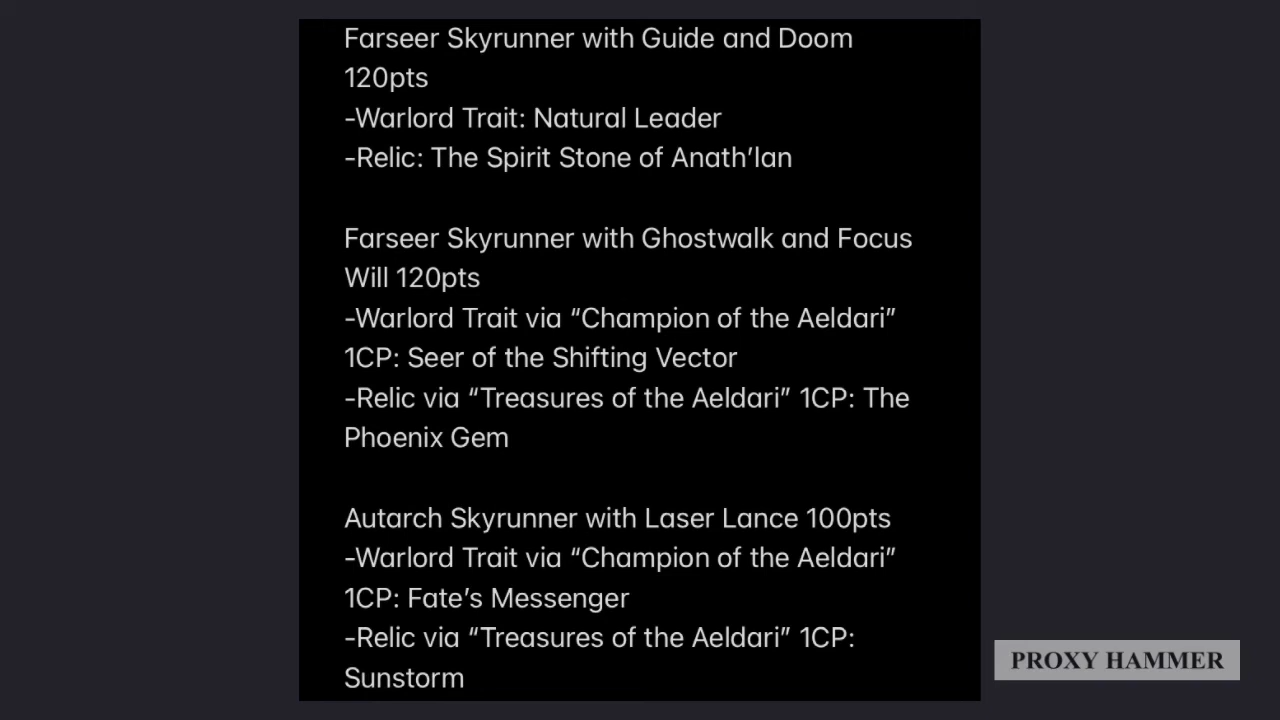 Farseer Skyrunner with Guide and Doom
120pts
-Warlord Trait: Natural Leader
-Relic: The Spirit Stone of Anath’lan
Farseer Skyrunner with Ghostwalk and Focus
Will 120pts
-Warlord Trait via “Champion of the Aeldari”
1CP: Seer of the Shifting Vector
-Relic via “Treasures of the Aeldari” 1CP: The
Phoenix Gem
Autarch Skyrunner with Laser Lance 100pts
-Warlord Trait via “Champion of the Aeldari”
1CP: Fate’s Messenger
-Relic via “Treasures of the Aeldari” 1CP:
Sunstorm
PROXY HAMMER